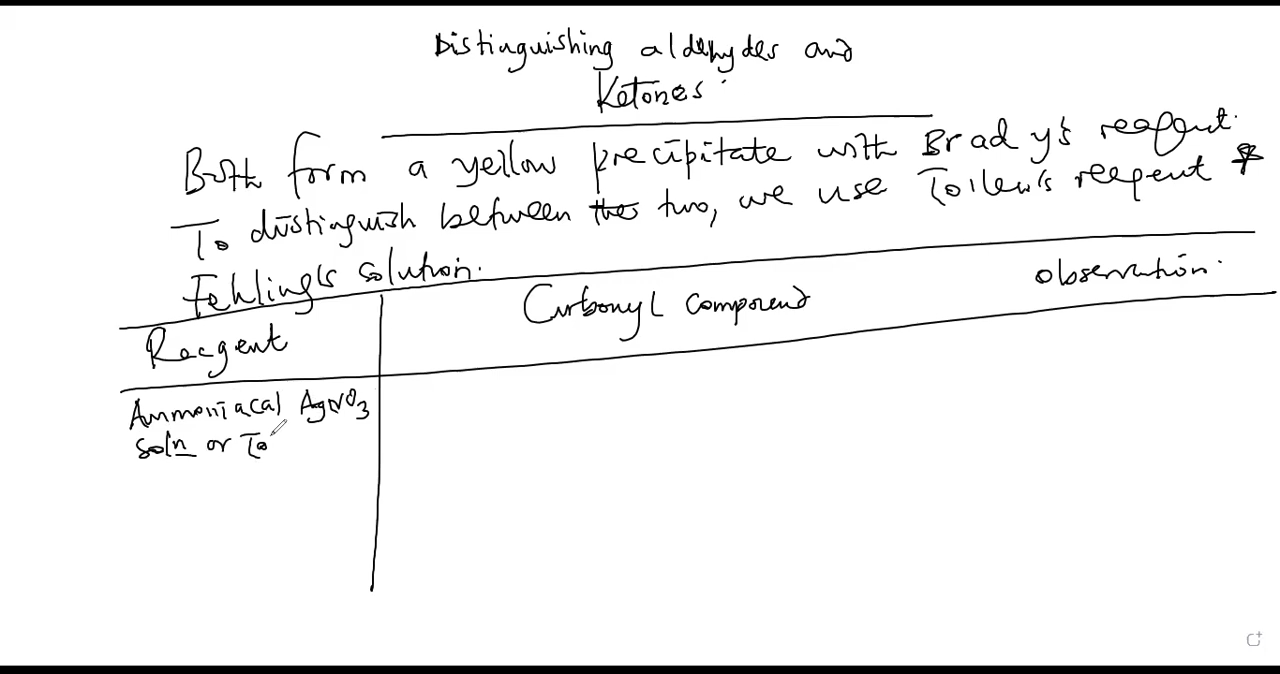 Distinguishing aldehydes and
Ketones.
Both form a yellow precipitate with Brady's reagent.
To distinguish between the two, we use Tollen's reagent &
Fehling's solution.
Reagent Carbonyl compound observation.
Ammoniacal AgNO3
soln or To